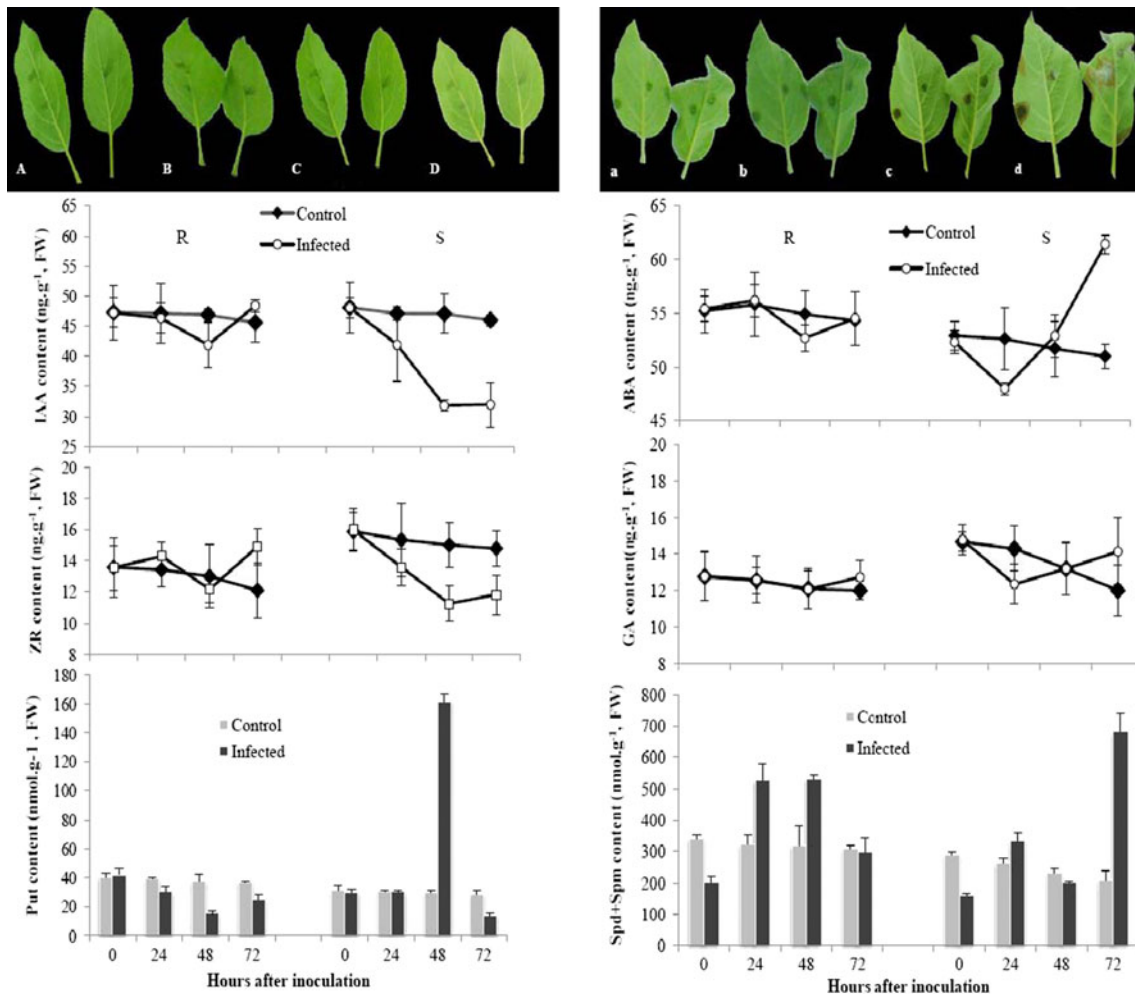 A B C D
a b c d
IAA content (ng.g⁻¹, FW)
65
60
55
50
45
40
35
30
25
R
S
Control
Infected
ABA content (ng.g⁻¹, FW)
65
60
55
50
45
R
S
Control
Infected
ZR content (ng.g⁻¹, FW)
20
18
16
14
12
10
8
GA content(ng.g⁻¹, FW)
20
18
16
14
12
10
8
Put content (nmol.g-1 , FW)
180
160
140
120
100
80
60
40
20
0
Control
Infected
0 24 48 72 0 24 48 72
Hours after inoculation
Spd+Spm content (nmol.g⁻¹, FW)
800
700
600
500
400
300
200
100
0
Control
Infected
0 24 48 72 0 24 48 72
Hours after inoculation